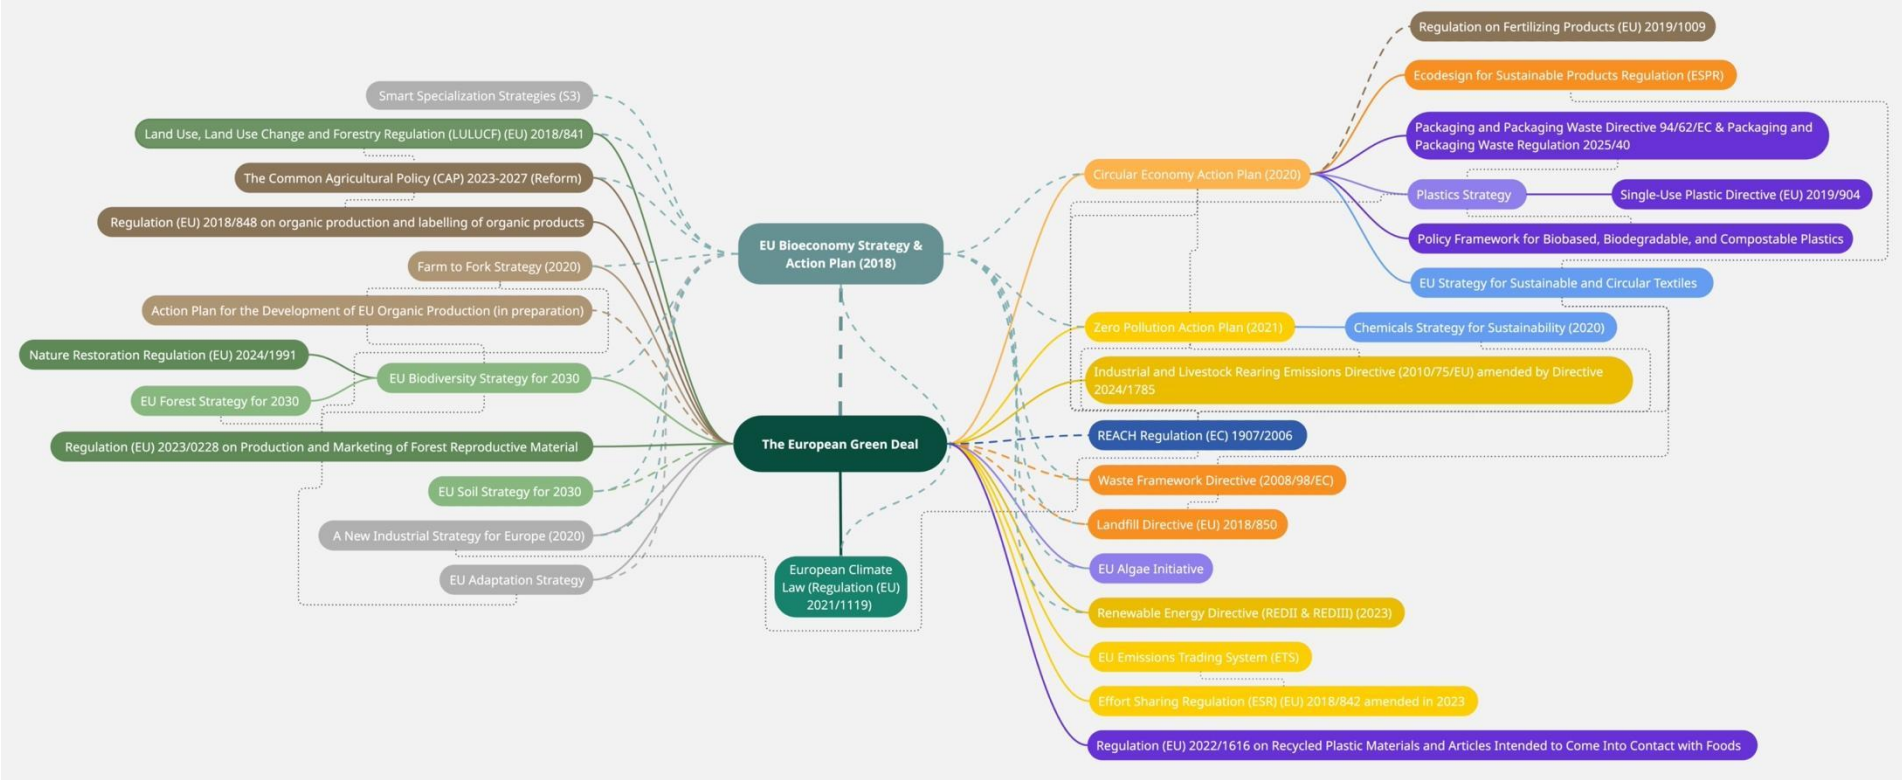 Smart Specialization Strategies (S3)
Land Use, Land Use Change and Forestry Regulation (LULUCF) (EU) 2018/841
The Common Agricultural Policy (CAP) 2023-2027 (Reform)
Regulation (EU) 2018/848 on organic production and labelling of organic products
Farm to Fork Strategy (2020)
Action Plan for the Development of EU Organic Production (in preparation)
Nature Restoration Regulation (EU) 2024/1991
EU Biodiversity Strategy for 2030
EU Forest Strategy for 2030
Regulation (EU) 2023/0228 on Production and Marketing of Forest Reproductive Material
EU Soil Strategy for 2030
A New Industrial Strategy for Europe (2020)
EU Adaptation Strategy
EU Bioeconomy Strategy &
Action Plan (2018)
The European Green Deal
European Climate
Law (Regulation (EU)
2021/1119)
Regulation on Fertilizing Products (EU) 2019/1009
Ecodesign for Sustainable Products Regulation (ESPR)
Packaging and Packaging Waste Directive 94/62/EC & Packaging and
Packaging Waste Regulation 2025/40
Circular Economy Action Plan (2020)
Plastics Strategy
Single-Use Plastic Directive (EU) 2019/904
Policy Framework for Biobased, Biodegradable, and Compostable Plastics
EU Strategy for Sustainable and Circular Textiles
Zero Pollution Action Plan (2021)
Chemicals Strategy for Sustainability (2020)
Industrial and Livestock Rearing Emissions Directive (2010/75/EU) amended by Directive
2024/1785
REACH Regulation (EC) 1907/2006
Waste Framework Directive (2008/98/EC)
Landfill Directive (EU) 2018/850
EU Algae Initiative
Renewable Energy Directive (REDII & REDIII) (2023)
EU Emissions Trading System (ETS)
Effort Sharing Regulation (ESR) (EU) 2018/842 amended in 2023
Regulation (EU) 2022/1616 on Recycled Plastic Materials and Articles Intended to Come Into Contact with Foods